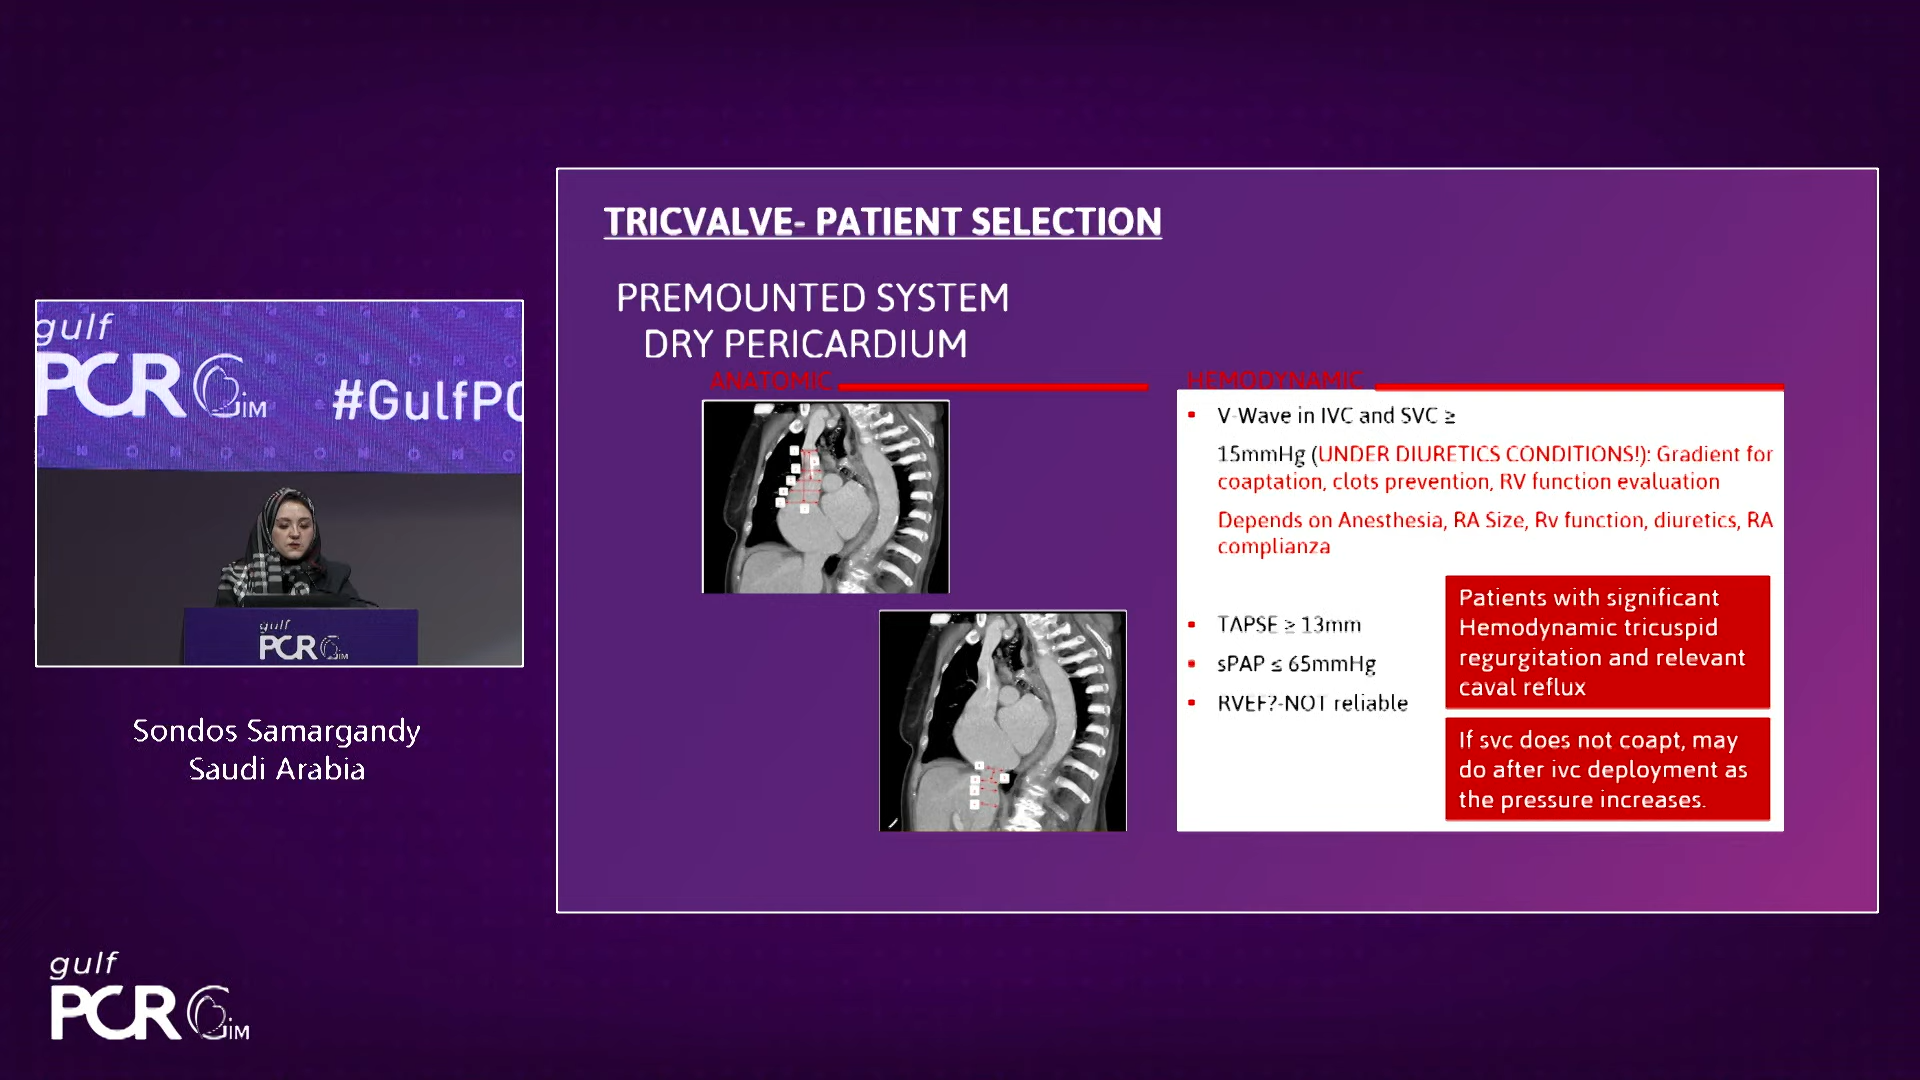 gulf
PCR GIM
#GulfPC
gulf
PCR GIM
Sondos Samargandy
Saudi Arabia
gulf
PCR GIM
TRICVALVE- PATIENT SELECTION
PREMOUNTED SYSTEM
DRY PERICARDIUM
ANATOMIC
HEMODYNAMIC
▪ V-Wave in IVC and SVC ≥
15mmHg (UNDER DIURETICS CONDITIONS!): Gradient for
coaptation, clots prevention, RV function evaluation
Depends on Anesthesia, RA Size, Rv function, diuretics, RA
complianza
▪ TAPSE ≥ 13mm
▪ sPAP ≤ 65mmHg
▪ RVEF?-NOT reliable
Patients with significant
Hemodynamic tricuspid
regurgitation and relevant
caval reflux
If svc does not coapt, may
do after ivc deployment as
the pressure increases.